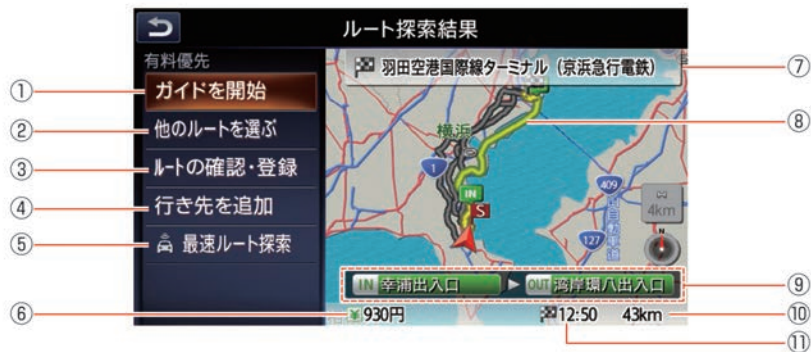 ルート探索結果
有料優先
① ガイドを開始
② 他のルートを選ぶ
③ ルートの確認・登録
④ 行き先を追加
⑤ 最速ルート探索
羽田空港国際線ターミナル（京浜急行電鉄） ⑦
⑧
横浜
1
IN
S
409
127
4km
N
IN 幸浦出入口 ▶ OUT 湾岸環八出入口 ⑨
⑥ ¥930円 12:50 43km ⑩
⑪